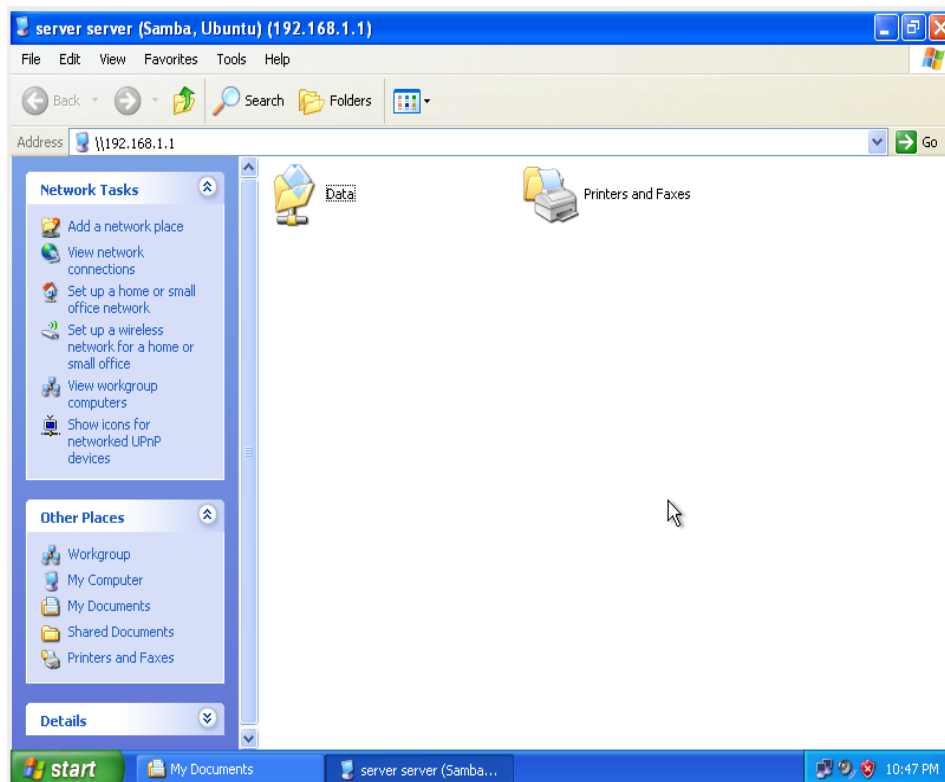 server server (Samba, Ubuntu) (192.168.1.1)
File Edit View Favorites Tools Help
Back Search Folders
Address \\192.168.1.1 Go
Network Tasks
Add a network place
View network
connections
Set up a home or small
office network
Set up a wireless
network for a home or
small office
View workgroup
computers
Show icons for
networked UPnP
devices
Other Places
Workgroup
My Computer
My Documents
Shared Documents
Printers and Faxes
Details
Data
Printers and Faxes
start My Documents server server (Samba... 10:47 PM